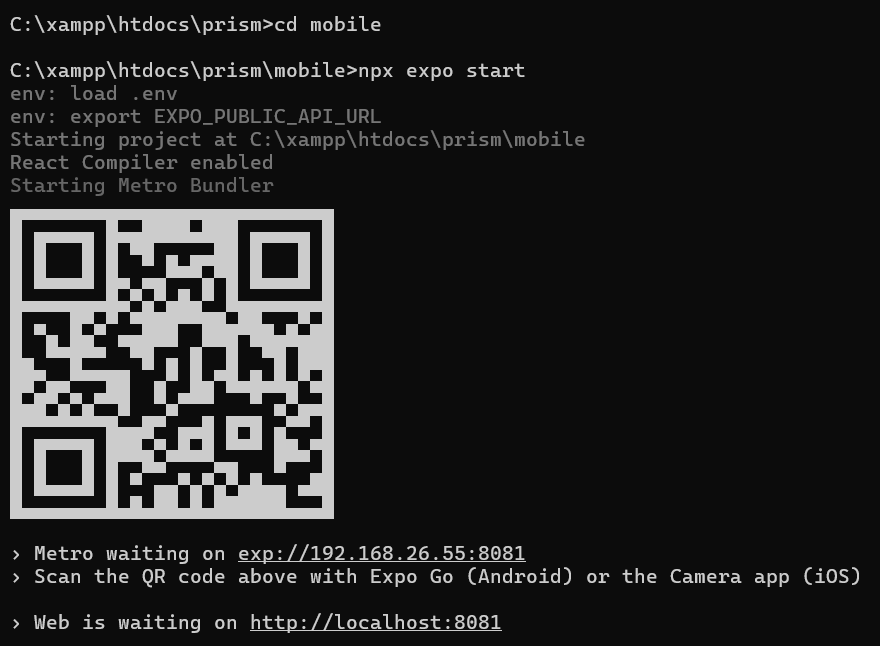 C:\xampp\htdocs\prism>cd mobile
C:\xampp\htdocs\prism\mobile>npx expo start
env: load .env
env: export EXPO_PUBLIC_API_URL
Starting project at C:\xampp\htdocs\prism\mobile
React Compiler enabled
Starting Metro Bundler
› Metro waiting on exp://192.168.26.55:8081
› Scan the QR code above with Expo Go (Android) or the Camera app (iOS)
› Web is waiting on http://localhost:8081